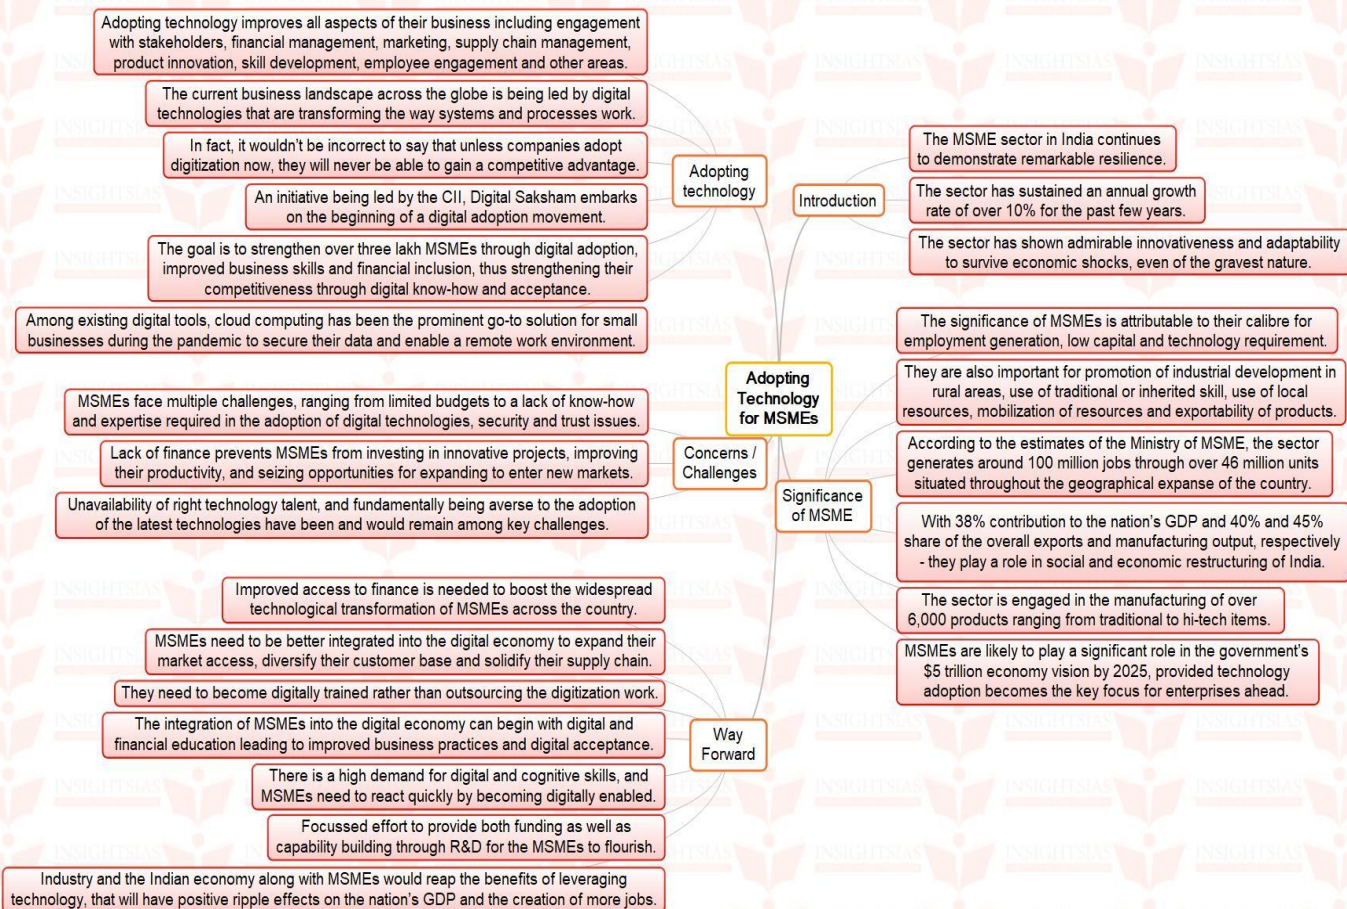 Adopting
Technology
for MSMEs
Introduction
The MSME sector in India continues
to demonstrate remarkable resilience.
The sector has sustained an annual growth
rate of over 10% for the past few years.
The sector has shown admirable innovativeness and adaptability
to survive economic shocks, even of the gravest nature.
Significance
of MSME
The significance of MSMEs is attributable to their calibre for
employment generation, low capital and technology requirement.
They are also important for promotion of industrial development in
rural areas, use of traditional or inherited skill, use of local
resources, mobilization of resources and exportability of products.
According to the estimates of the Ministry of MSME, the sector
generates around 100 million jobs through over 46 million units
situated throughout the geographical expanse of the country.
With 38% contribution to the nation's GDP and 40% and 45%
share of the overall exports and manufacturing output, respectively
- they play a role in social and economic restructuring of India.
The sector is engaged in the manufacturing of over
6,000 products ranging from traditional to hi-tech items.
MSMEs are likely to play a significant role in the government's
$5 trillion economy vision by 2025, provided technology
adoption becomes the key focus for enterprises ahead.
Adopting
technology
Adopting technology improves all aspects of their business including engagement
with stakeholders, financial management, marketing, supply chain management,
product innovation, skill development, employee engagement and other areas.
The current business landscape across the globe is being led by digital
technologies that are transforming the way systems and processes work.
In fact, it wouldn't be incorrect to say that unless companies adopt
digitization now, they will never be able to gain a competitive advantage.
An initiative being led by the CII, Digital Saksham embarks
on the beginning of a digital adoption movement.
The goal is to strengthen over three lakh MSMEs through digital adoption,
improved business skills and financial inclusion, thus strengthening their
competitiveness through digital know-how and acceptance.
Among existing digital tools, cloud computing has been the prominent go-to solution for small
businesses during the pandemic to secure their data and enable a remote work environment.
Concerns /
Challenges
MSMEs face multiple challenges, ranging from limited budgets to a lack of know-how
and expertise required in the adoption of digital technologies, security and trust issues.
Lack of finance prevents MSMEs from investing in innovative projects, improving
their productivity, and seizing opportunities for expanding to enter new markets.
Unavailability of right technology talent, and fundamentally being averse to the adoption
of the latest technologies have been and would remain among key challenges.
Way
Forward
Improved access to finance is needed to boost the widespread
technological transformation of MSMEs across the country.
MSMEs need to be better integrated into the digital economy to expand their
market access, diversify their customer base and solidify their supply chain.
They need to become digitally trained rather than outsourcing the digitization work.
The integration of MSMEs into the digital economy can begin with digital and
financial education leading to improved business practices and digital acceptance.
There is a high demand for digital and cognitive skills, and
MSMEs need to react quickly by becoming digitally enabled.
Focussed effort to provide both funding as well as
capability building through R&D for the MSMEs to flourish.
Industry and the Indian economy along with MSMEs would reap the benefits of leveraging
technology, that will have positive ripple effects on the nation's GDP and the creation of more jobs.
INSIGHTSIAS